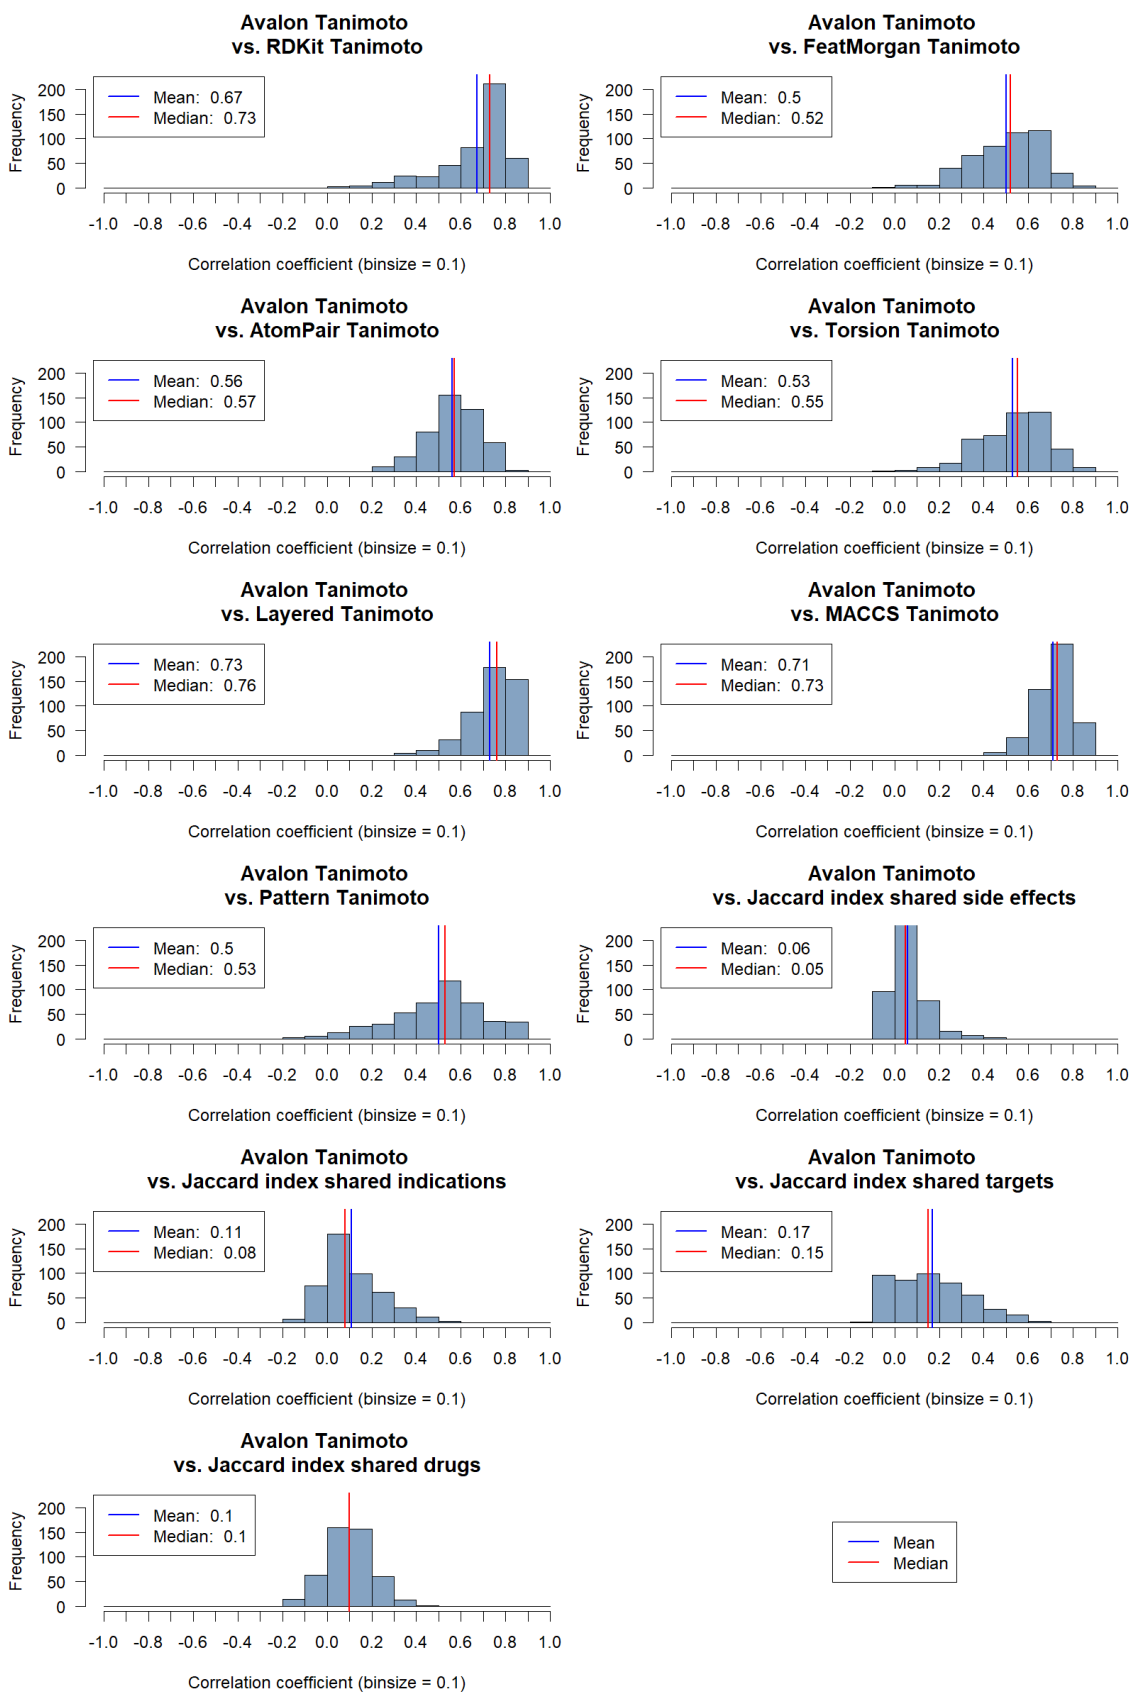 Avalon Tanimoto
vs. RDKit Tanimoto
Frequency
200
150
100
50
0
Mean: 0.67
Median: 0.73
-1.0 -0.8 -0.6 -0.4 -0.2 0.0 0.2 0.4 0.6 0.8 1.0
Correlation coefficient (binsize = 0.1)
Avalon Tanimoto
vs. FeatMorgan Tanimoto
Frequency
200
150
100
50
0
Mean: 0.5
Median: 0.52
-1.0 -0.8 -0.6 -0.4 -0.2 0.0 0.2 0.4 0.6 0.8 1.0
Correlation coefficient (binsize = 0.1)
Avalon Tanimoto
vs. AtomPair Tanimoto
Frequency
200
150
100
50
0
Mean: 0.56
Median: 0.57
-1.0 -0.8 -0.6 -0.4 -0.2 0.0 0.2 0.4 0.6 0.8 1.0
Correlation coefficient (binsize = 0.1)
Avalon Tanimoto
vs. Torsion Tanimoto
Frequency
200
150
100
50
0
Mean: 0.53
Median: 0.55
-1.0 -0.8 -0.6 -0.4 -0.2 0.0 0.2 0.4 0.6 0.8 1.0
Correlation coefficient (binsize = 0.1)
Avalon Tanimoto
vs. Layered Tanimoto
Frequency
200
150
100
50
0
Mean: 0.73
Median: 0.76
-1.0 -0.8 -0.6 -0.4 -0.2 0.0 0.2 0.4 0.6 0.8 1.0
Correlation coefficient (binsize = 0.1)
Avalon Tanimoto
vs. MACCS Tanimoto
Frequency
200
150
100
50
0
Mean: 0.71
Median: 0.73
-1.0 -0.8 -0.6 -0.4 -0.2 0.0 0.2 0.4 0.6 0.8 1.0
Correlation coefficient (binsize = 0.1)
Avalon Tanimoto
vs. Pattern Tanimoto
Frequency
200
150
100
50
0
Mean: 0.5
Median: 0.53
-1.0 -0.8 -0.6 -0.4 -0.2 0.0 0.2 0.4 0.6 0.8 1.0
Correlation coefficient (binsize = 0.1)
Avalon Tanimoto
vs. Jaccard index shared side effects
Frequency
200
150
100
50
0
Mean: 0.06
Median: 0.05
-1.0 -0.8 -0.6 -0.4 -0.2 0.0 0.2 0.4 0.6 0.8 1.0
Correlation coefficient (binsize = 0.1)
Avalon Tanimoto
vs. Jaccard index shared indications
Frequency
200
150
100
50
0
Mean: 0.11
Median: 0.08
-1.0 -0.8 -0.6 -0.4 -0.2 0.0 0.2 0.4 0.6 0.8 1.0
Correlation coefficient (binsize = 0.1)
Avalon Tanimoto
vs. Jaccard index shared targets
Frequency
200
150
100
50
0
Mean: 0.17
Median: 0.15
-1.0 -0.8 -0.6 -0.4 -0.2 0.0 0.2 0.4 0.6 0.8 1.0
Correlation coefficient (binsize = 0.1)
Avalon Tanimoto
vs. Jaccard index shared drugs
Frequency
200
150
100
50
0
Mean: 0.1
Median: 0.1
-1.0 -0.8 -0.6 -0.4 -0.2 0.0 0.2 0.4 0.6 0.8 1.0
Correlation coefficient (binsize = 0.1)
Mean
Median